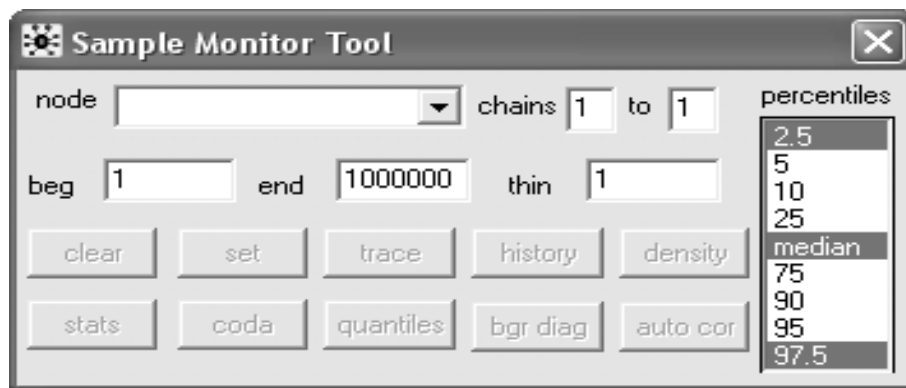 Sample Monitor Tool
node chains 1 to 1
percentiles
2.5
5
10
25
median
75
90
95
97.5
beg 1 end 1000000 thin 1
clear set trace history density
stats coda quantiles bgr diag auto cor